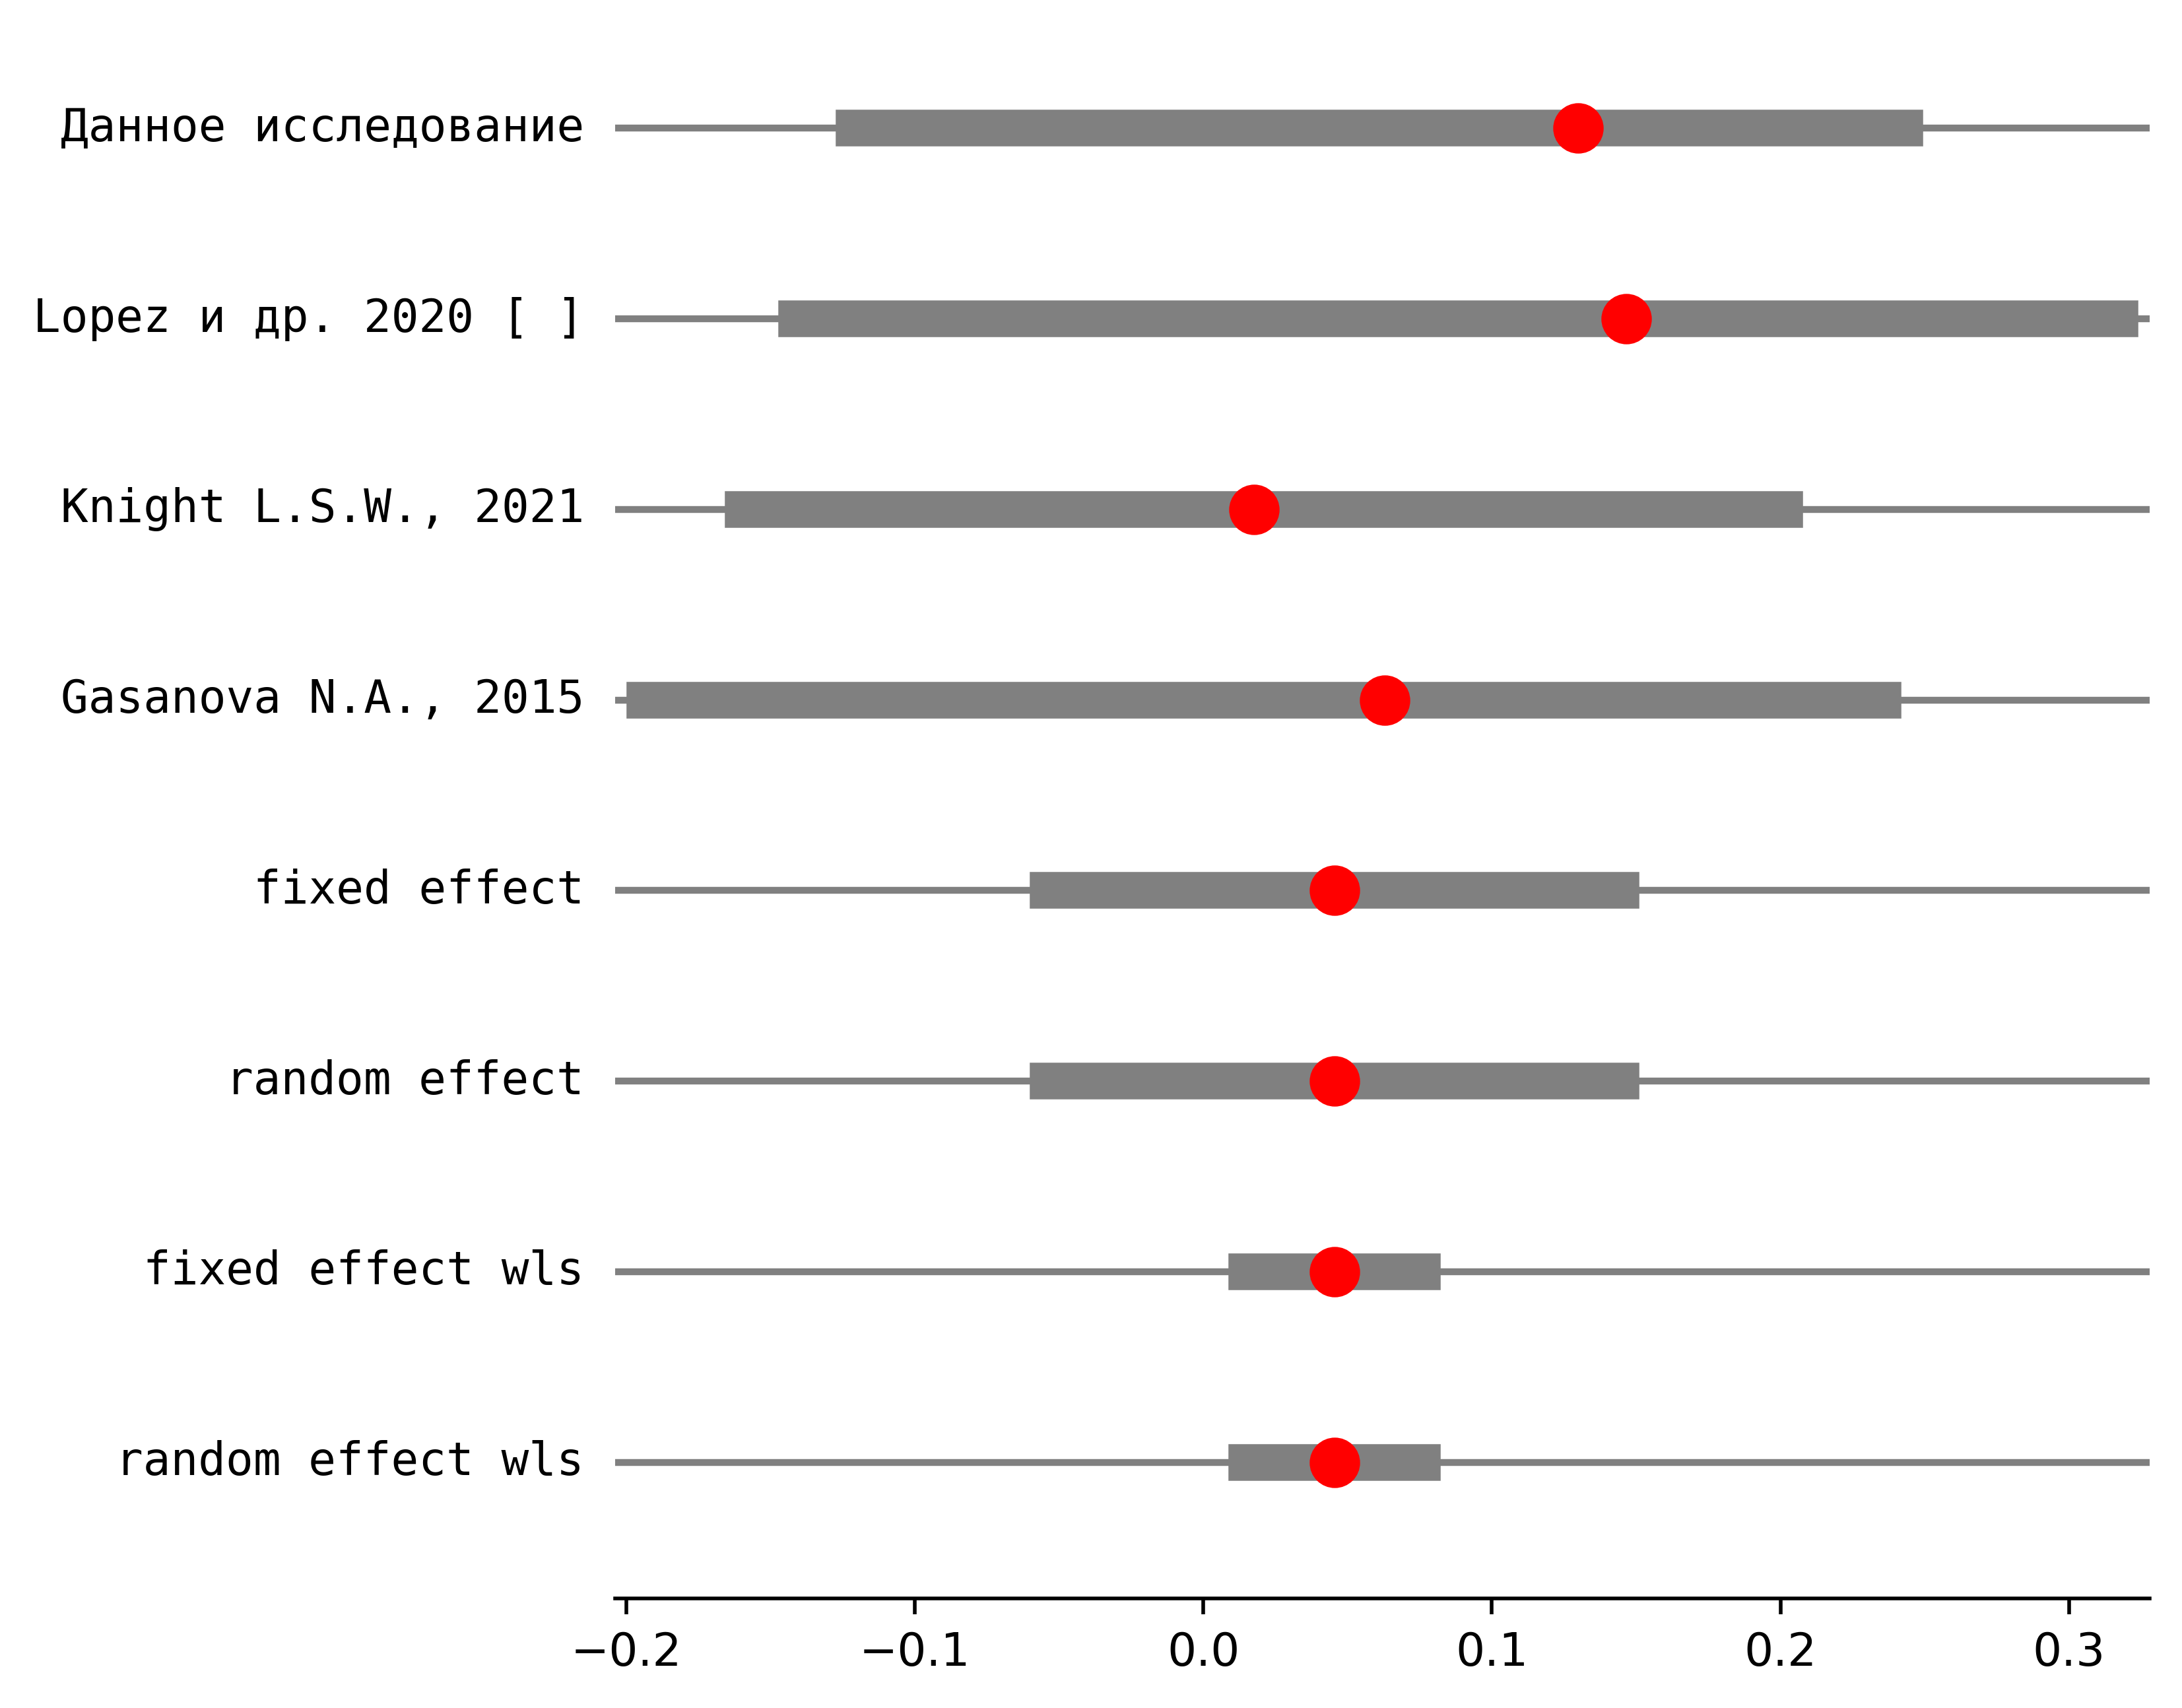 Данное исследование
Lopez и др. 2020 [ ]
Knight L.S.W., 2021
Gasanova N.A., 2015
fixed effect
random effect
fixed effect wls
random effect wls
−0.2 −0.1 0.0 0.1 0.2 0.3